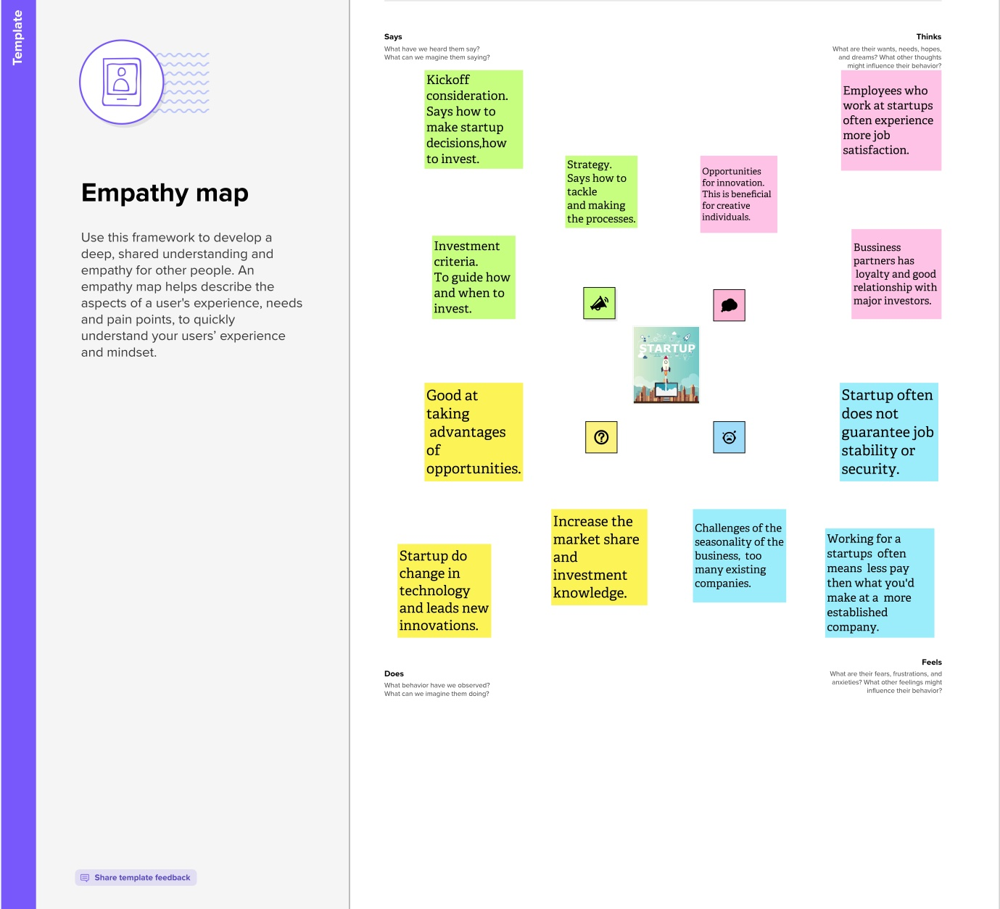 Template
Empathy map
Use this framework to develop a
deep, shared understanding and
empathy for other people. An
empathy map helps describe the
aspects of a user's experience, needs
and pain points, to quickly
understand your users’ experience
and mindset.
Share template feedback
Says
What have we heard them say?
What can we magine them saying?
Thinks
What are their wants, needs, hopes,
and dreams? What other thoughts
might influence their behavior?
Kickoff
consideration.
Says how to
make startup
decisions,how
to invest.
Strategy.
Says how to
tackle
and making
the processes.
Opportunities
for innovation.
This is beneficial
for creative
individuals.
Employees who
work at startups
often experience
more job
satisfaction.
Investment
criteria.
To guide how
and when to
invest.
Bussiness
partners has
loyalty and good
relationship with
major investors.
STARTUP
Good at
taking
advantages
of
opportunities.
Startup often
does not
guarantee job
stability or
security.
Startup do
change in
technology
and leads new
innovations.
Increase the
market share
and
investment
knowledge.
Challenges of the
seasonality of the
business, too
many existing
companies.
Working for a
startups often
means less pay
then what you'd
make at a more
established
company.
Does
What behavior have we observed?
What can we imagine them doing?
Feels
What are their fears, frustrations, and
anxieties? What other feelings might
influence their behavior?